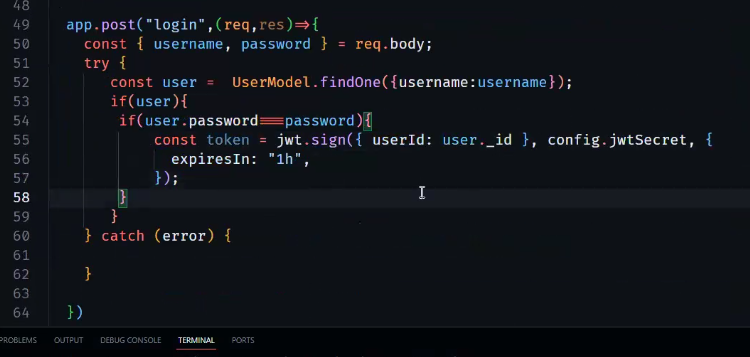 48
49 app.post("login",(req,res)=>{
50 const { username, password } = req.body;
51 try {
52 const user = UserModel.findOne({username:username});
53 if(user){
54 if(user.password===password){
55 const token = jwt.sign({ userId: user._id }, config.jwtSecret, {
56 expiresIn: "1h",
57 });
58 }
59 }
60 } catch (error) {
61
62 }
63
64 })
PROBLEMS OUTPUT DEBUG CONSOLE TERMINAL PORTS